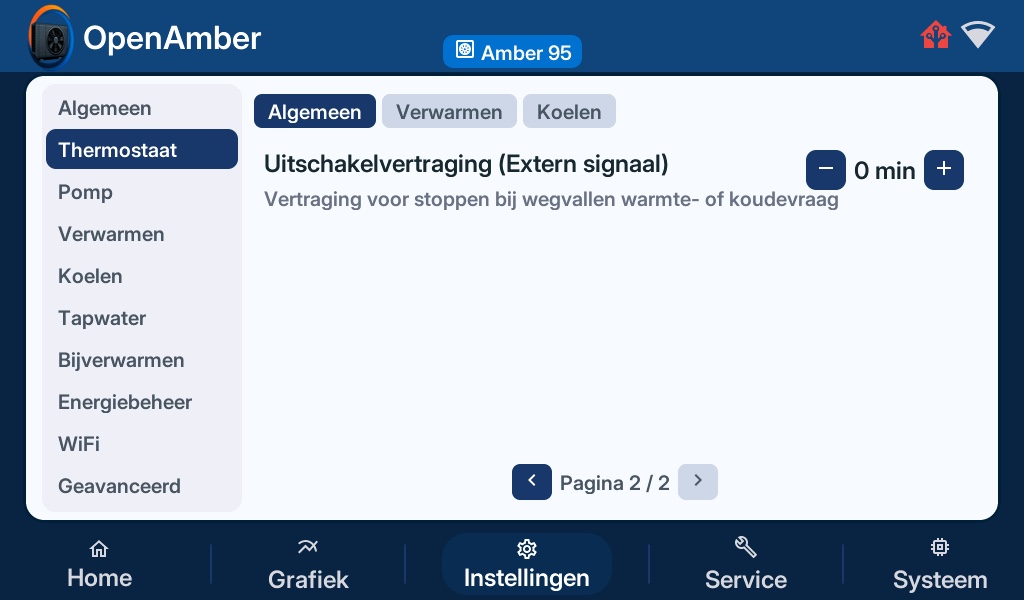 OpenAmber
Amber 95
Algemeen
Thermostaat
Pomp
Verwarmen
Koelen
Tapwater
Bijverwarmen
Energiebeheer
WiFi
Geavanceerd
Algemeen Verwarmen Koelen
Uitschakelvertraging (Extern signaal)
Vertraging voor stoppen bij wegvallen warmte- of koudevraag
− 0 min +
< Pagina 2 / 2 >
Home Grafiek Instellingen Service Systeem